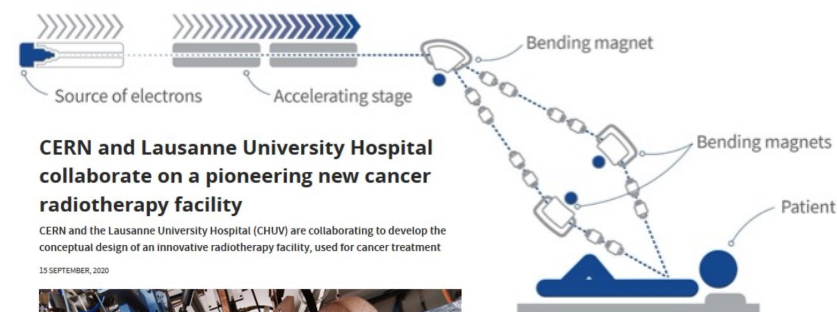 Bending magnet
Source of electrons
Accelerating stage
CERN and Lausanne University Hospital
collaborate on a pioneering new cancer
radiotherapy facility
CERN and the Lausanne University Hospital (CHUV) are collaborating to develop the
conceptual design of an innovative radiotherapy facility, used for cancer treatment
15 SEPTEMBER, 2020
Bending magnets
Patient